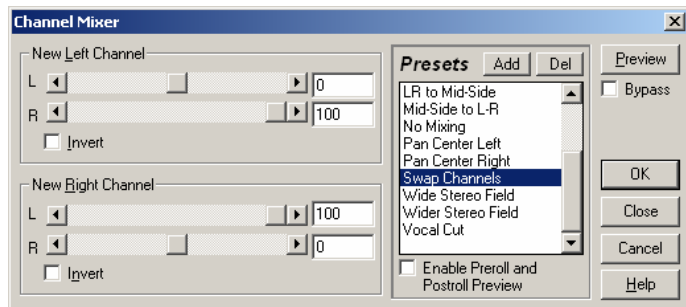 Channel Mixer
New Left Channel
L 0
R 100
Invert
New Right Channel
L 100
R 0
Invert
Presets Add Del
LR to Mid-Side
Mid-Side to L-R
No Mixing
Pan Center Left
Pan Center Right
Swap Channels
Wide Stereo Field
Wider Stereo Field
Vocal Cut
Enable Preroll and
Postroll Preview
Preview
Bypass
OK
Close
Cancel
Help